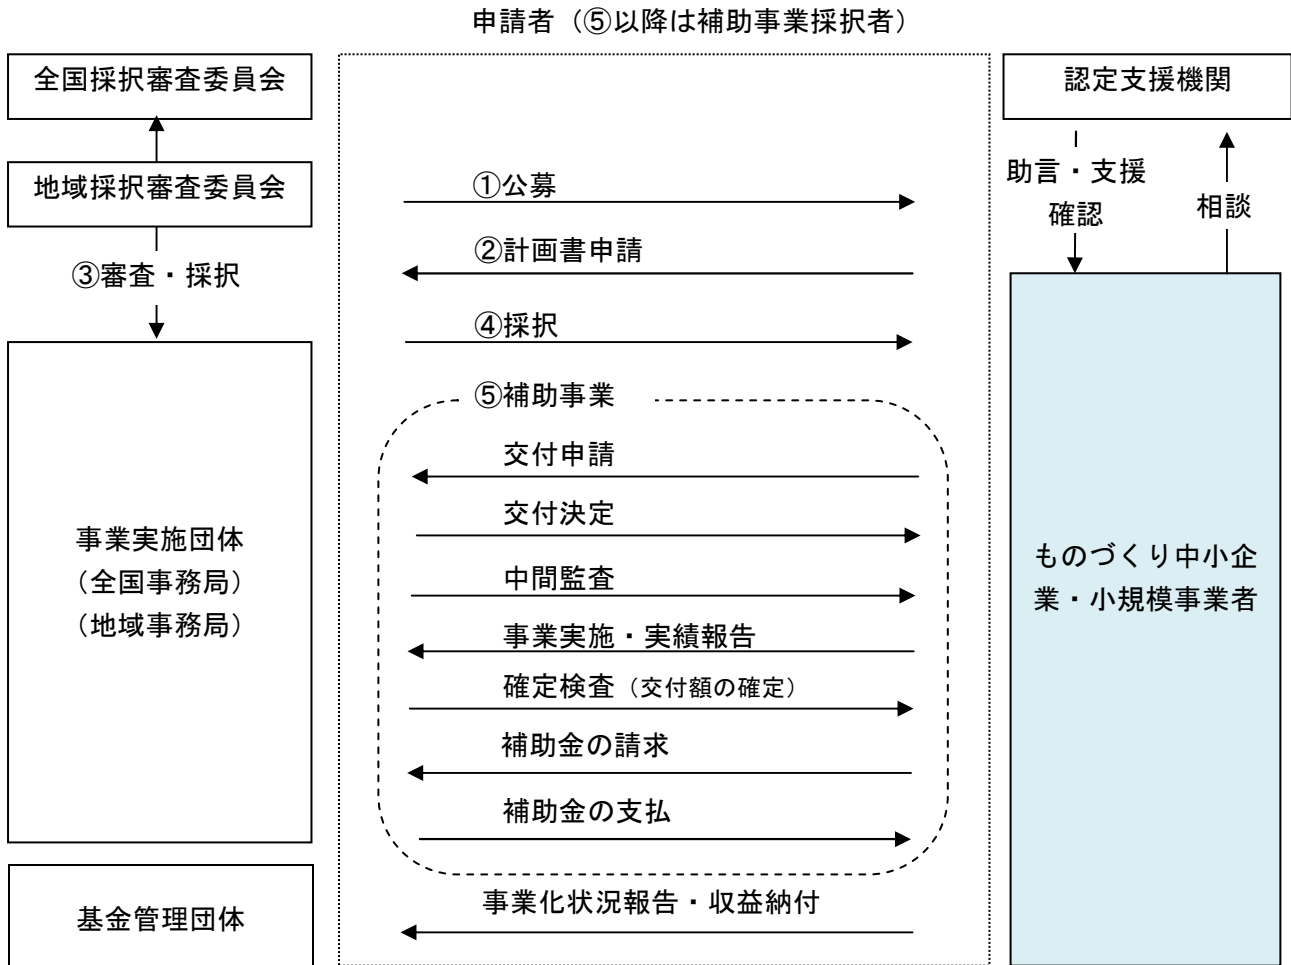 申請者（⑤以降は補助事業採択者）
全国採択審査委員会
地域採択審査委員会
③審査・採択
事業実施団体
（全国事務局）
（地域事務局）
基金管理団体
①公募
②計画書申請
④採択
⑤補助事業
交付申請
交付決定
中間監査
事業実施・実績報告
確定検査（交付額の確定）
補助金の請求
補助金の支払
事業化状況報告・収益納付
認定支援機関
助言・支援
確認
相談
ものづくり中小企
業・小規模事業者